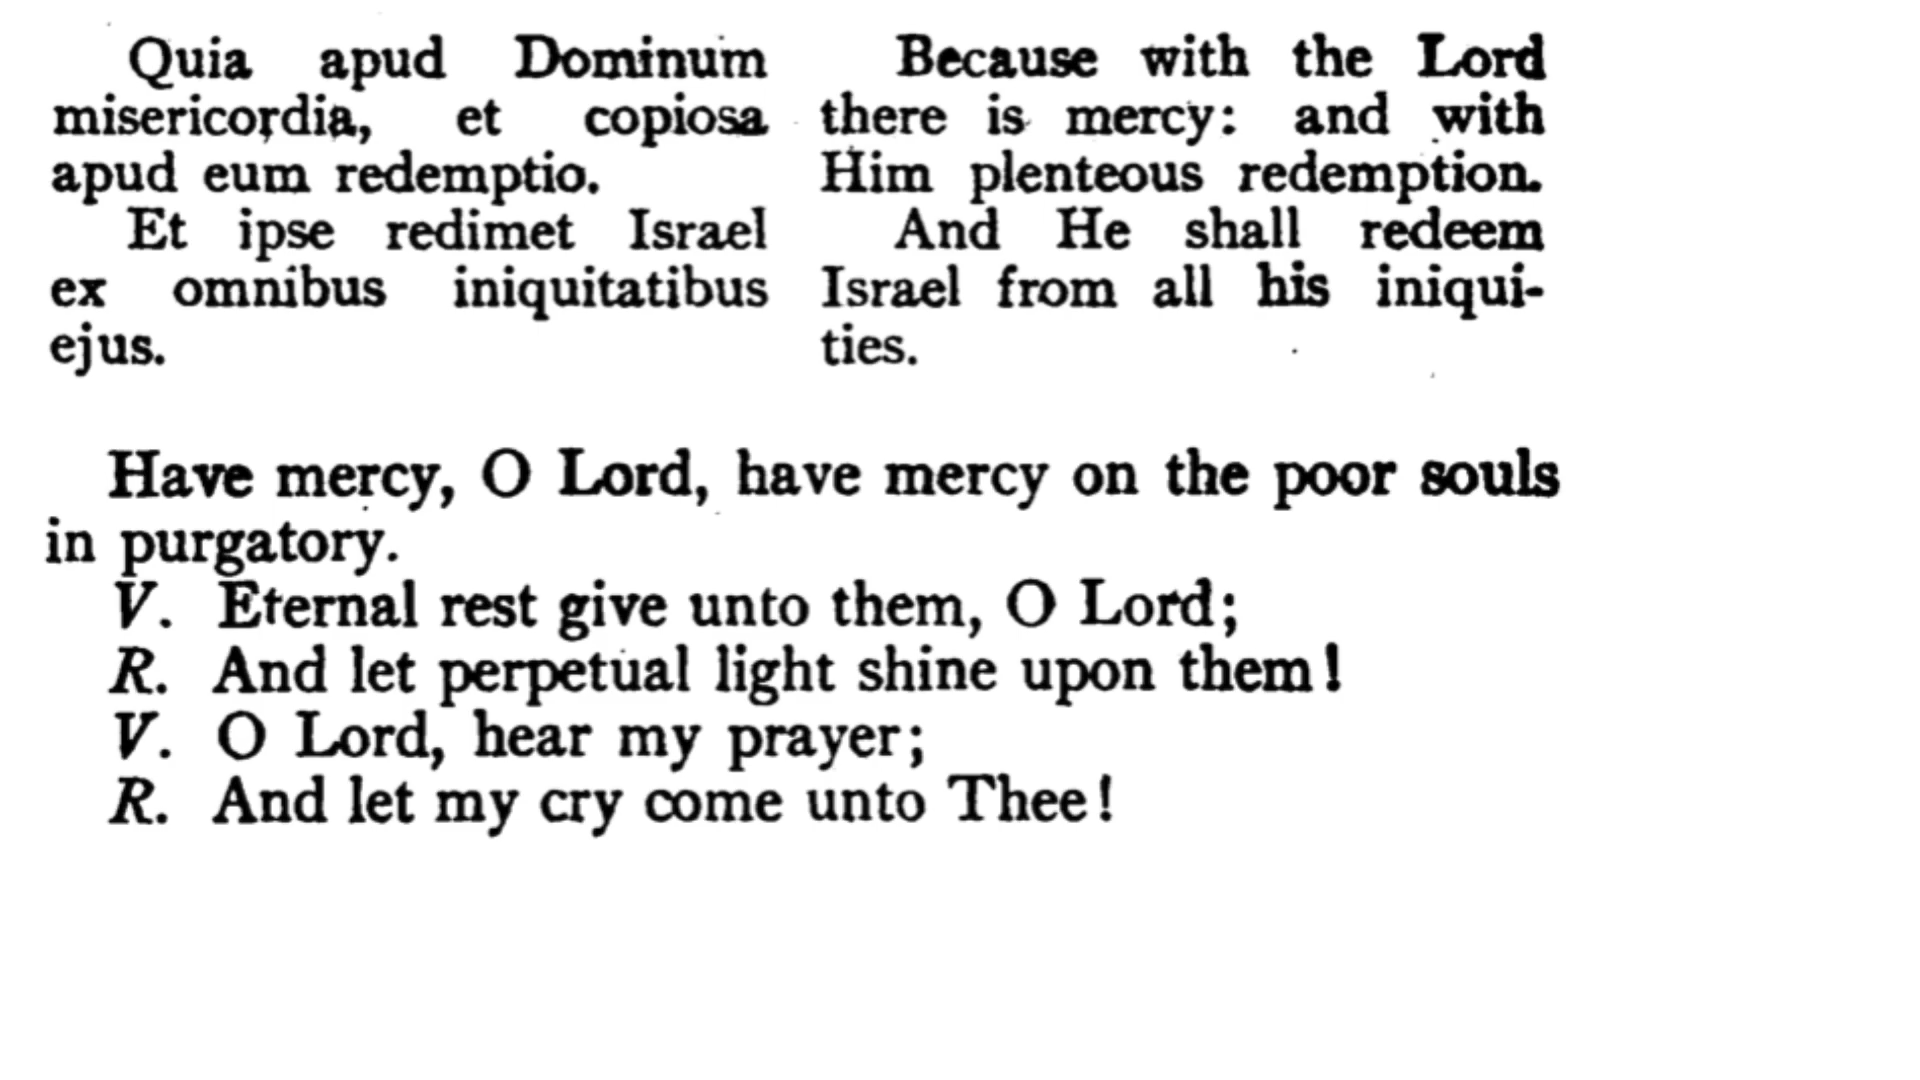 Quia apud Dominum
misericordia, et copiosa
apud eum redemptio.
Et ipse redimet Israel
ex omnibus iniquitatibus
ejus.
Because with the Lord
there is mercy: and with
Him plenteous redemption.
And He shall redeem
Israel from all his iniqui-
ties.
Have mercy, O Lord, have mercy on the poor souls
in purgatory.
V. Eternal rest give unto them, O Lord;
R. And let perpetual light shine upon them!
V. O Lord, hear my prayer;
R. And let my cry come unto Thee!